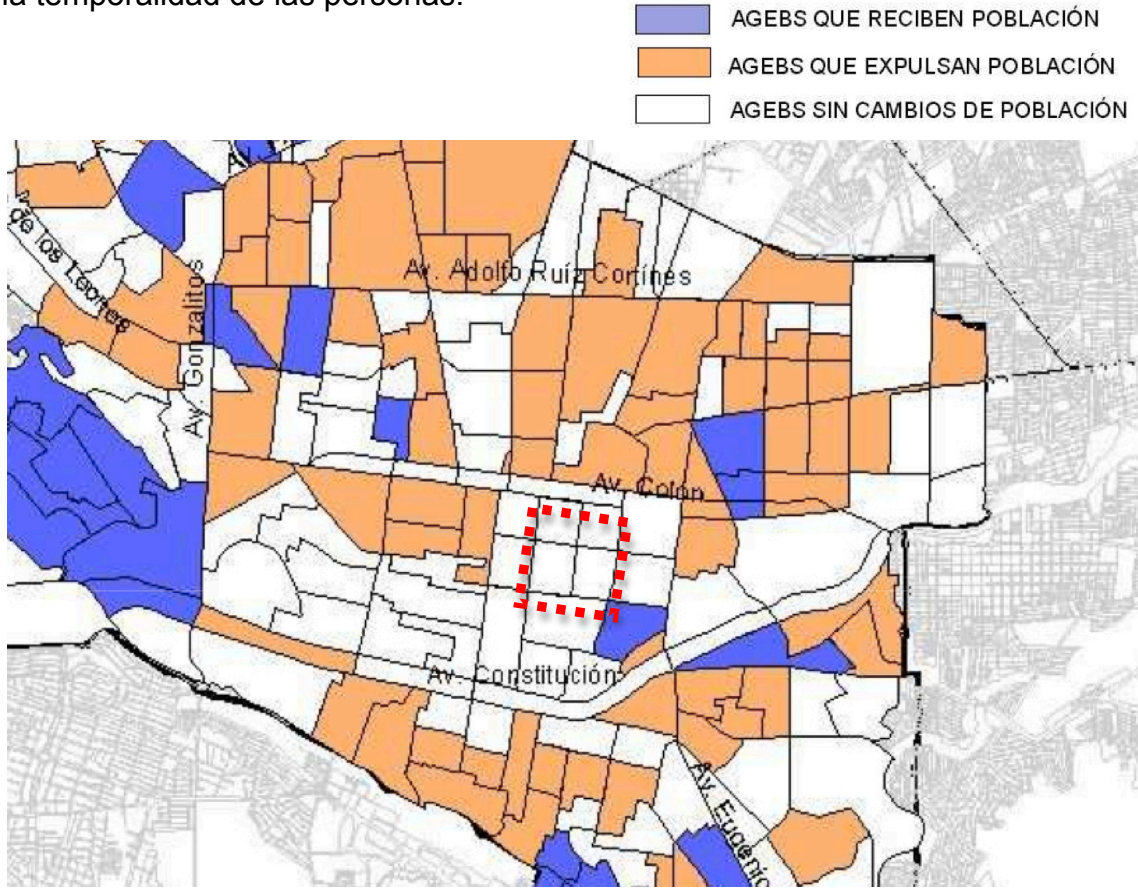 la temporalidad de las personas.
AGEBS QUE RECIBEN POBLACIÓN
AGEBS QUE EXPULSAN POBLACIÓN
AGEBS SIN CAMBIOS DE POBLACIÓN
de los Leones
Av. Gonzalitos
Av. Adolfo Ruíz Cortínes
Av. Colón
Av. Constitución
Av. Eugenio